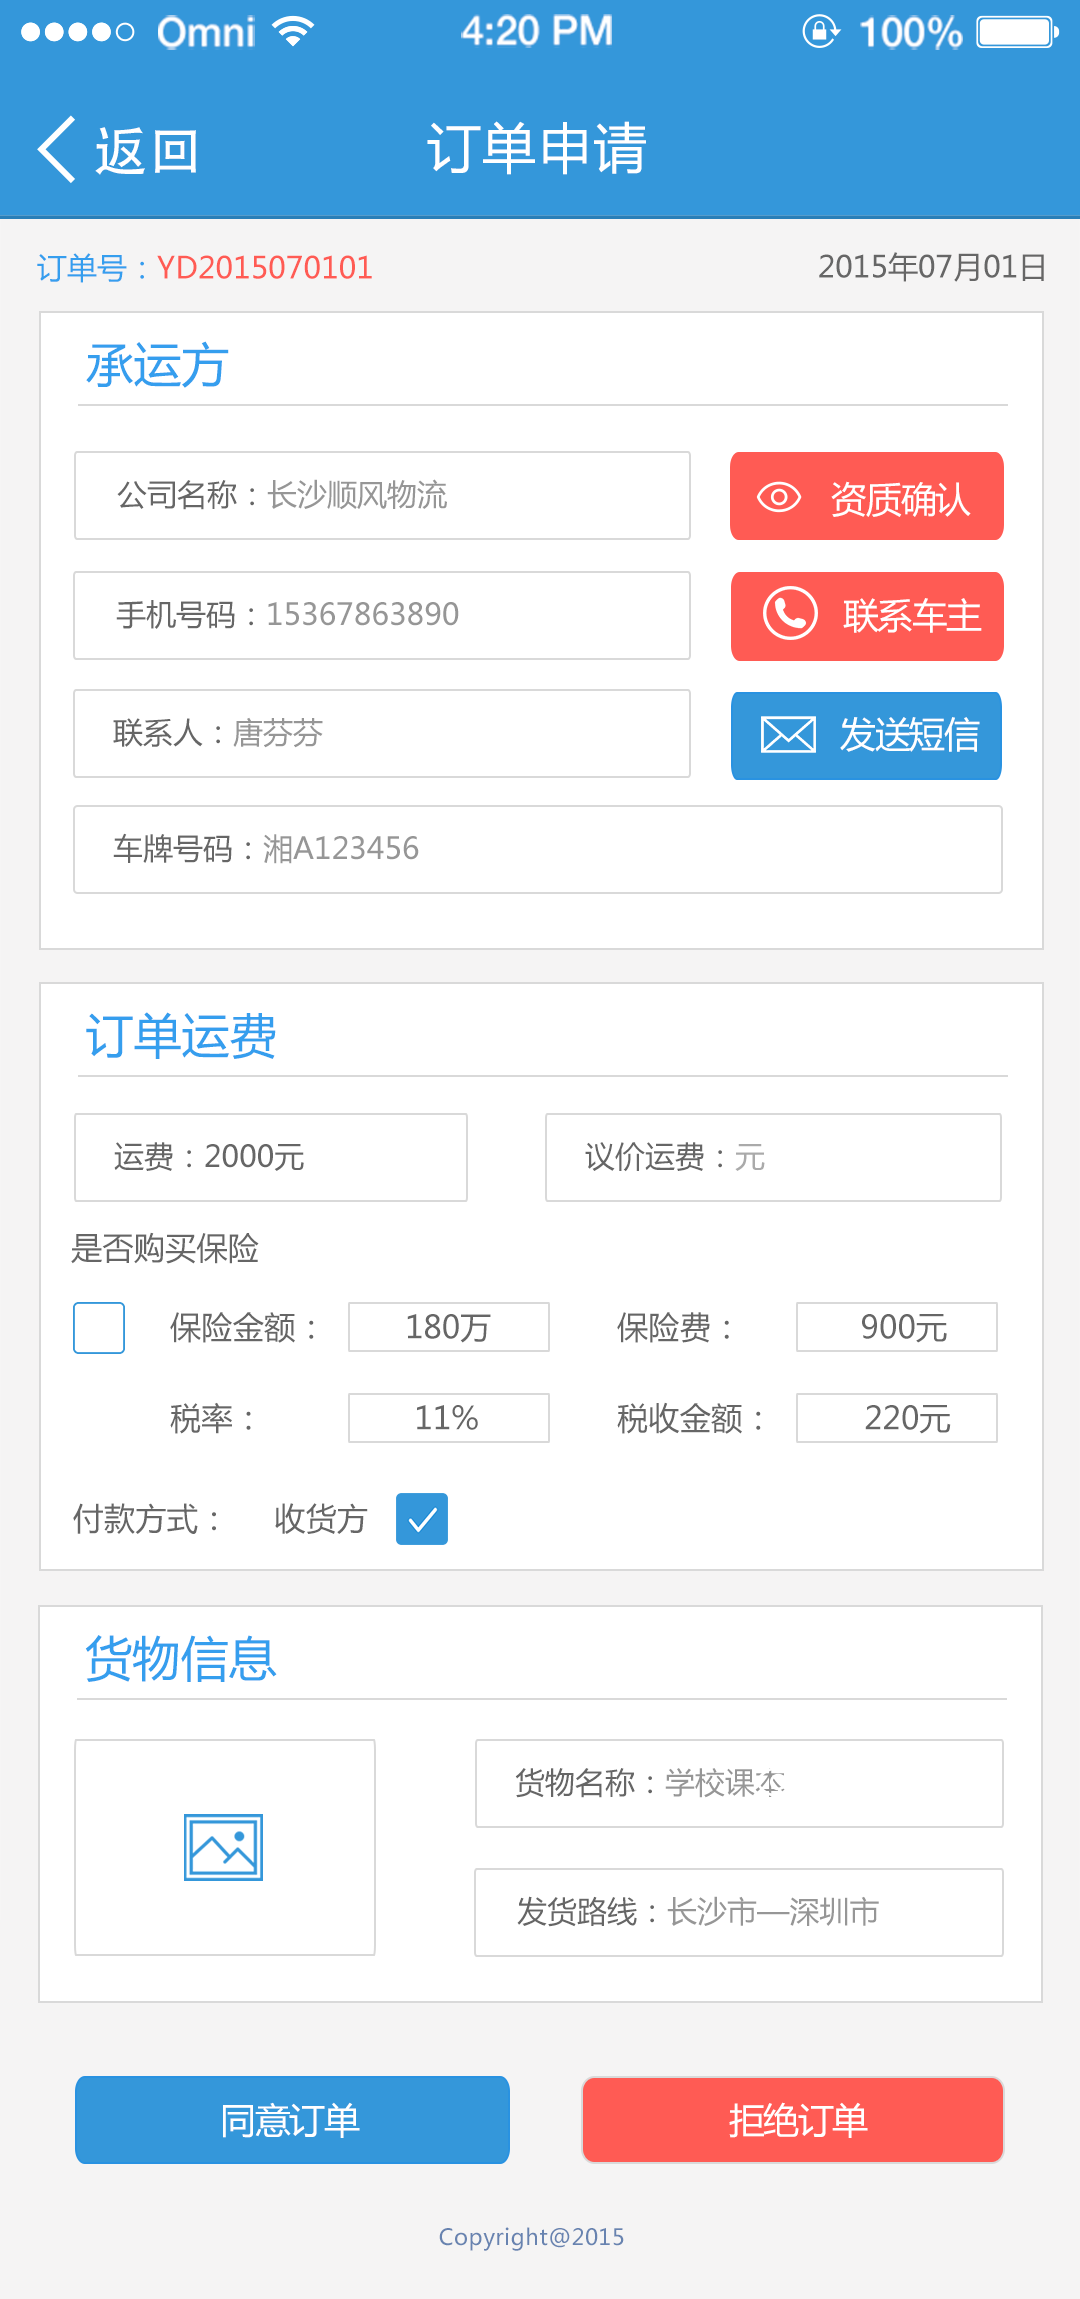 Omni 4:20 PM 100%
返回 订单申请
订单号：YD2015070101 2015年07月01日
承运方
公司名称：长沙顺风物流 资质确认
手机号码：15367863890 联系车主
联系人：唐芬芬 发送短信
车牌号码：湘A123456
订单运费
运费：2000元 议价运费：元
是否购买保险
保险金额： 180万 保险费： 900元
税率： 11% 税收金额： 220元
付款方式： 收货方
货物信息
货物名称：学校课本
发货路线：长沙市—深圳市
同意订单 拒绝订单
Copyright@2015